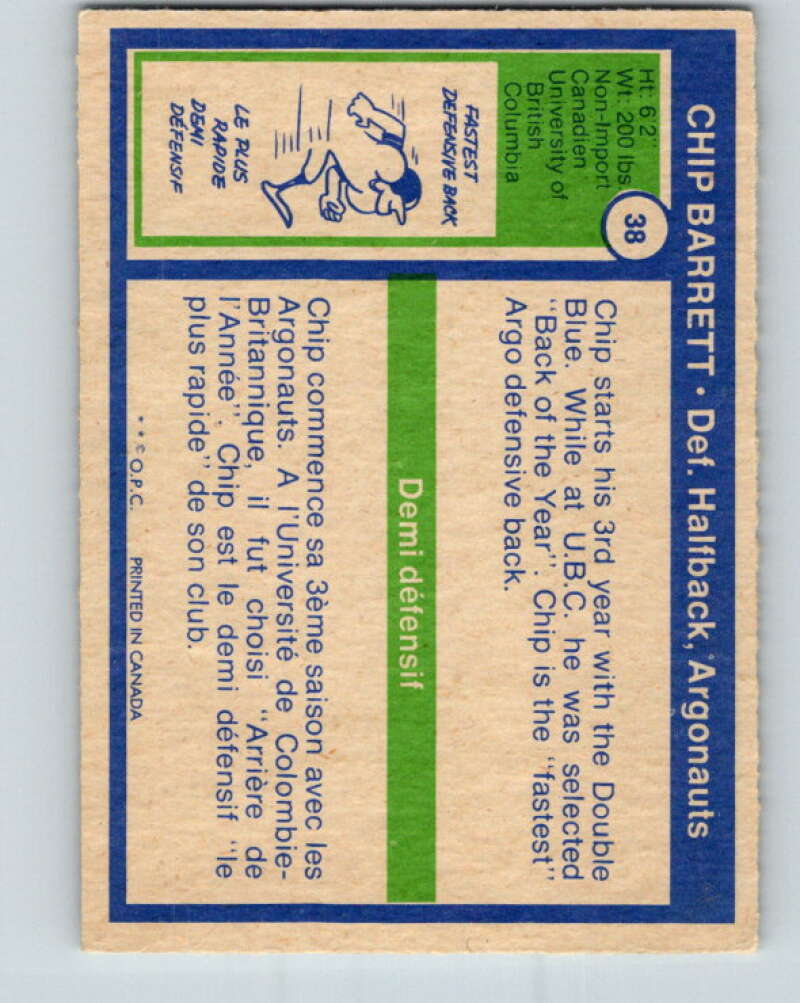 CHIP BARRETT • Def. Halfback, Argonauts
38
Ht: 6'2"
Wt: 200 lbs
Non-Import
Canadien
University of
British
Columbia
FASTEST
DEFENSIVE BACK
LE PLUS
RAPIDE
DEMI
DÉFENSIF
Chip starts his 3rd year with the Double
Blue. While at U.B.C. he was selected
"Back of the Year". Chip is the "fastest"
Argo defensive back.
Demi défensif
Chip commence sa 3ème saison avec les
Argonauts. A l'Université de Colombie-
Britannique, il fut choisi "Arrière de
l'Année". Chip est le demi défensif "le
plus rapide" de son club.
* * © O.P.C. PRINTED IN CANADA